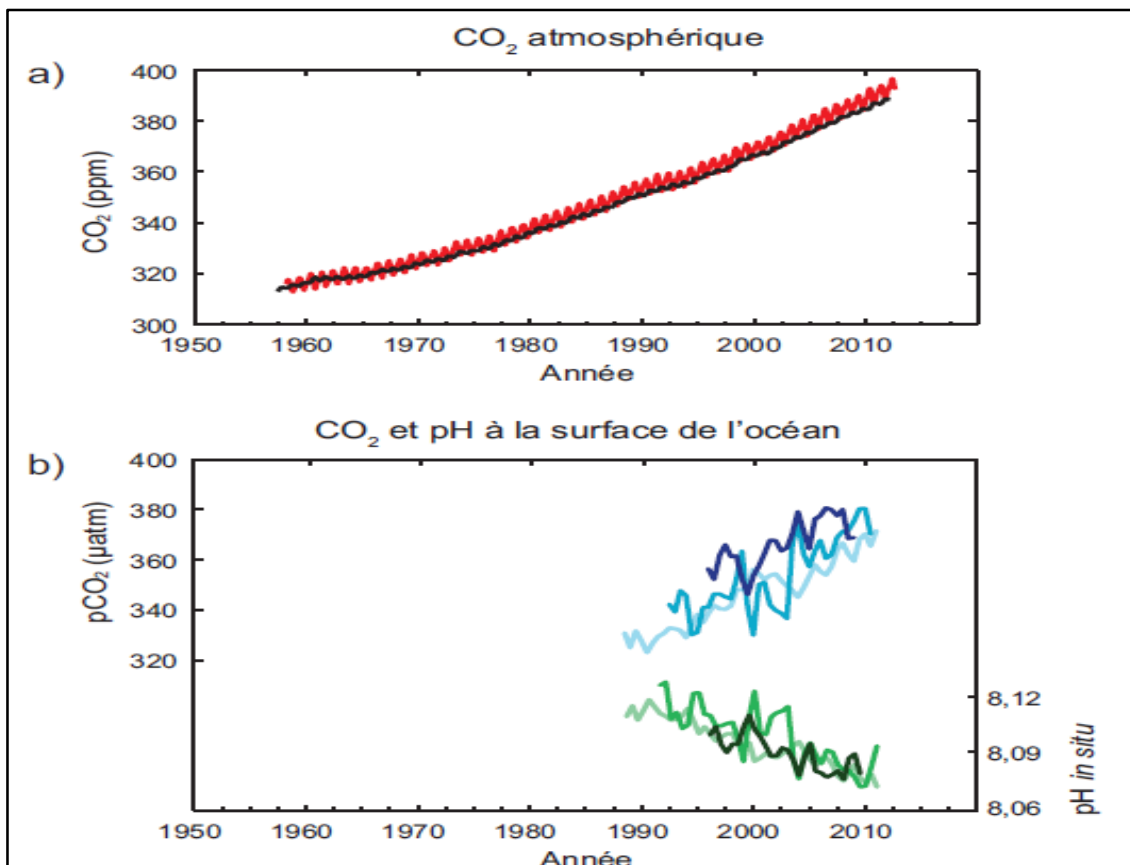 CO₂ atmosphérique
a)
400
380
360
340
320
300
CO₂ (ppm)
1950 1960 1970 1980 1990 2000 2010
Année
CO₂ et pH à la surface de l'océan
b)
400
380
360
340
320
pCO₂ (µatm)
8,12
8,09
8,06
pH in situ
1950 1960 1970 1980 1990 2000 2010
Année